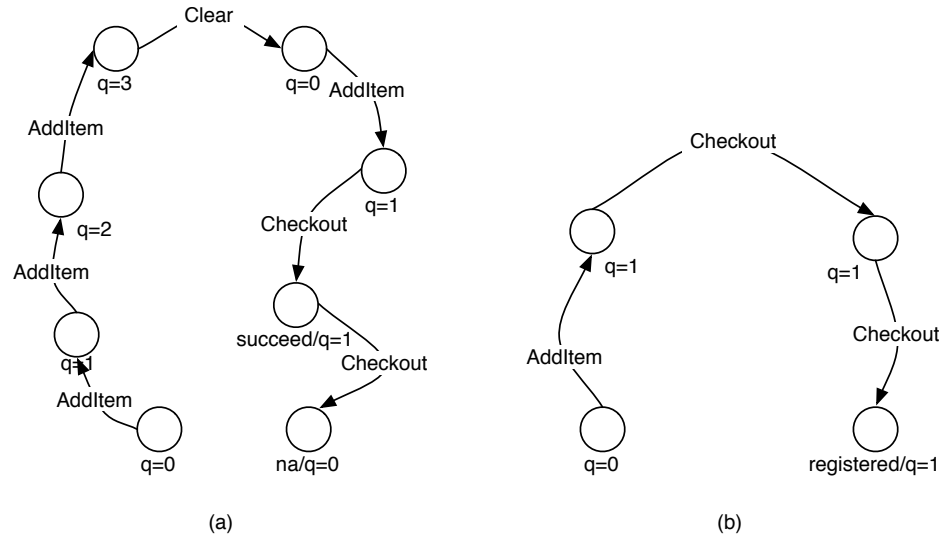 Clear
q=3
q=0
AddItem
AddItem
q=1
q=2
Checkout
AddItem
succeed/q=1
q=1
Checkout
AddItem
q=0
na/q=0
(a)
Checkout
q=1
q=1
Checkout
AddItem
q=0
registered/q=1
(b)